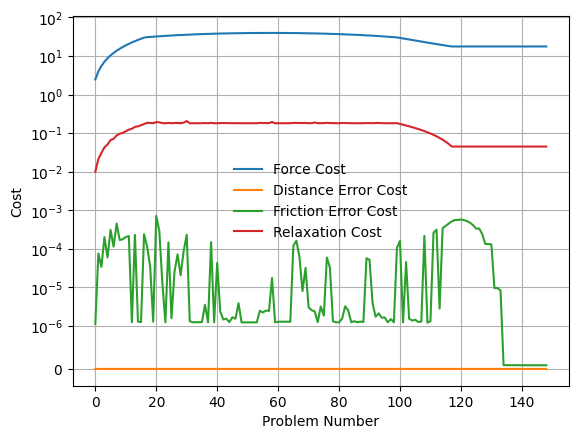 10²
10¹
10⁰
10⁻¹
10⁻²
10⁻³
10⁻⁴
10⁻⁵
10⁻⁶
0
Cost
Force Cost
Distance Error Cost
Friction Error Cost
Relaxation Cost
0 20 40 60 80 100 120 140
Problem Number